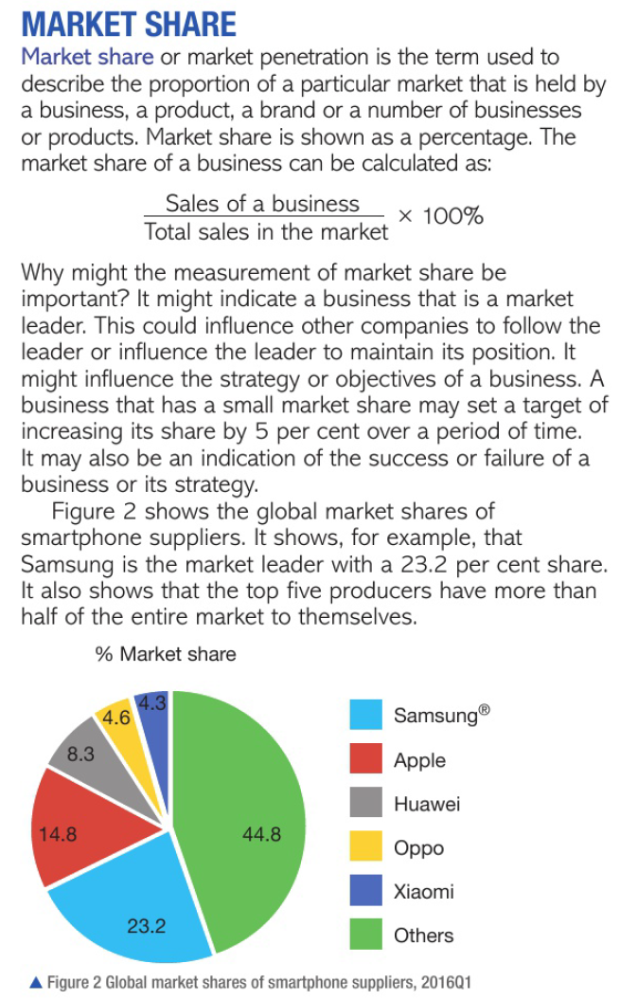 MARKET SHARE
Market share or market penetration is the term used to
describe the proportion of a particular market that is held by
a business, a product, a brand or a number of businesses
or products. Market share is shown as a percentage. The
market share of a business can be calculated as:
Sales of a business
Total sales in the market
× 100%
Why might the measurement of market share be
important? It might indicate a business that is a market
leader. This could influence other companies to follow the
leader or influence the leader to maintain its position. It
might influence the strategy or objectives of a business. A
business that has a small market share may set a target of
increasing its share by 5 per cent over a period of time.
It may also be an indication of the success or failure of a
business or its strategy.
Figure 2 shows the global market shares of
smartphone suppliers. It shows, for example, that
Samsung is the market leader with a 23.2 per cent share.
It also shows that the top five producers have more than
half of the entire market to themselves.
% Market share
4.3
4.6
8.3
14.8
44.8
23.2
Samsung®
Apple
Huawei
Oppo
Xiaomi
Others
▲ Figure 2 Global market shares of smartphone suppliers, 2016Q1